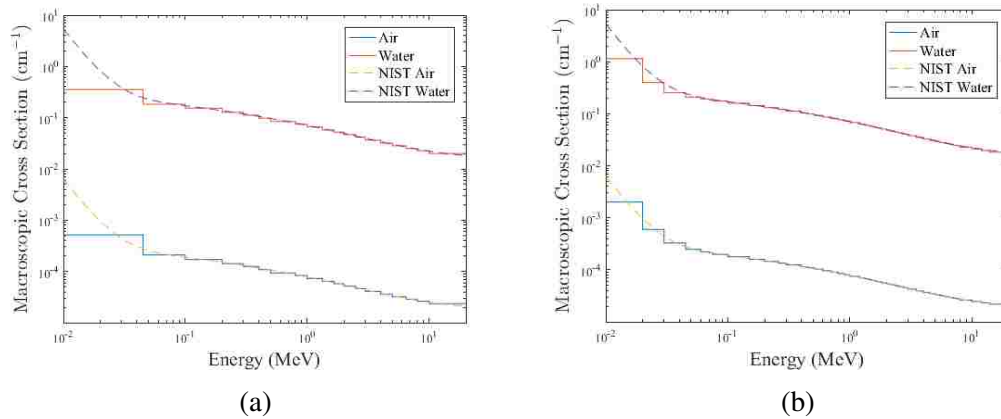 Macroscopic Cross Section (cm⁻¹)
10¹
10⁰
10⁻¹
10⁻²
10⁻³
10⁻⁴
Air
Water
NIST Air
NIST Water
10⁻²
10⁻¹
10⁰
10¹
Energy (MeV)
(a)
Macroscopic Cross Section (cm⁻¹)
10¹
10⁰
10⁻¹
10⁻²
10⁻³
10⁻⁴
Air
Water
NIST Air
NIST Water
10⁻²
10⁻¹
10⁰
10¹
Energy (MeV)
(b)